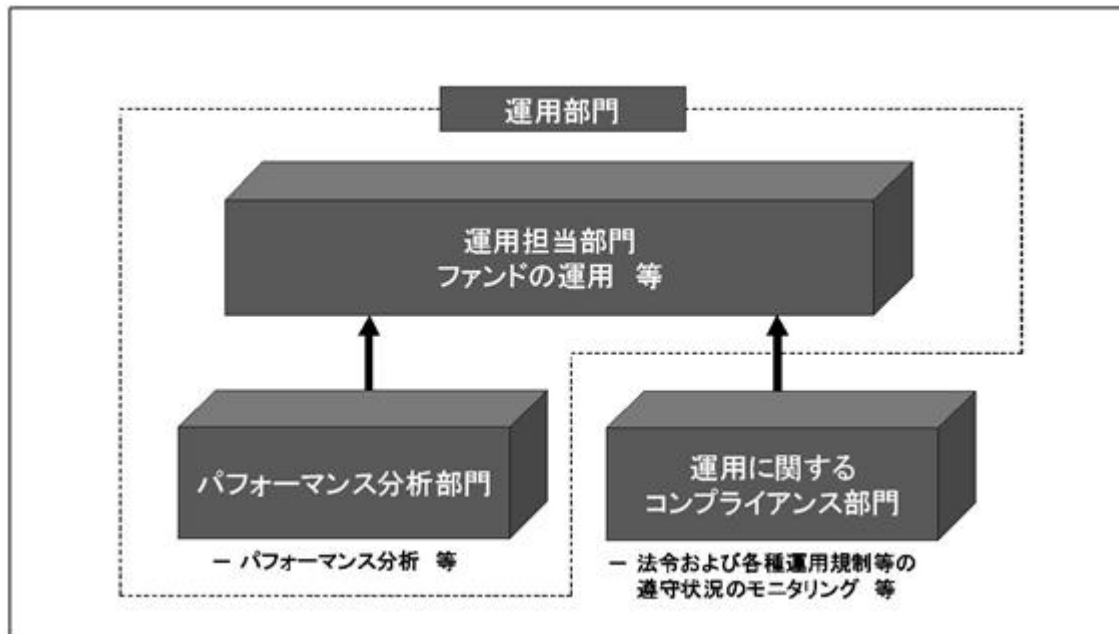 運用部門
運用担当部門
ファンドの運用 等
パフォーマンス分析部門
− パフォーマンス分析 等
運用に関する
コンプライアンス部門
− 法令および各種運用規制等の
遵守状況のモニタリング 等